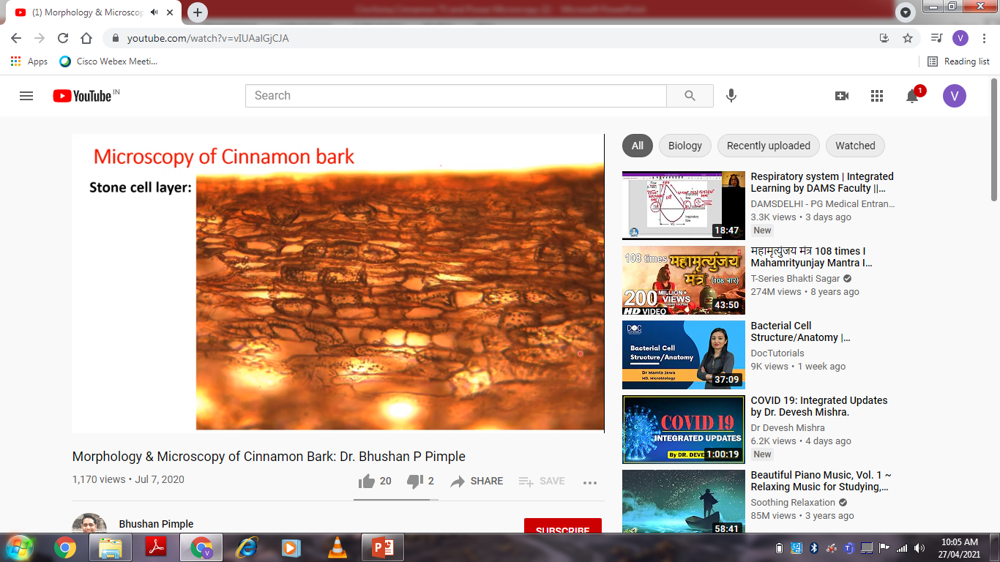 (1) Morphology & Microscop
youtube.com/watch?v=vIUAaIGjCJA
V
Apps
Cisco Webex Meeti...
Reading list
YouTube IN
Search
1
V
Microscopy of Cinnamon bark
Stone cell layer:
Morphology & Microscopy of Cinnamon Bark: Dr. Bhushan P Pimple
1,170 views • Jul 7, 2020
20
2
SHARE
SAVE
Bhushan Pimple
SUBSCRIBE
All
Biology
Recently uploaded
Watched
18:47
Respiratory system | Integrated
Learning by DAMS Faculty ||...
DAMSDELHI - PG Medical Entran...
3.3K views • 3 days ago
New
108 times
महामृत्युंजय
मंत्र (108 बार)
200 MILLION+
VIEWS
HD VIDEO
43:50
महामृत्युंजय मंत्र 108 times I
Mahamrityunjay Mantra I...
T-Series Bhakti Sagar
274M views • 8 years ago
Bacterial Cell
Structure/Anatomy
Dr Mamta Jawa
MD, Microbiology
37:09
Bacterial Cell
Structure/Anatomy |...
DocTutorials
9K views • 1 week ago
COVID 19
INTEGRATED UPDATES
By DR. DEVE
1:00:19
COVID 19: Integrated Updates
by Dr. Devesh Mishra.
Dr Devesh Mishra
6.2K views • 4 days ago
New
58:41
Beautiful Piano Music, Vol. 1 ~
Relaxing Music for Studying,...
Soothing Relaxation
85M views • 3 years ago
10:05 AM
27/04/2021